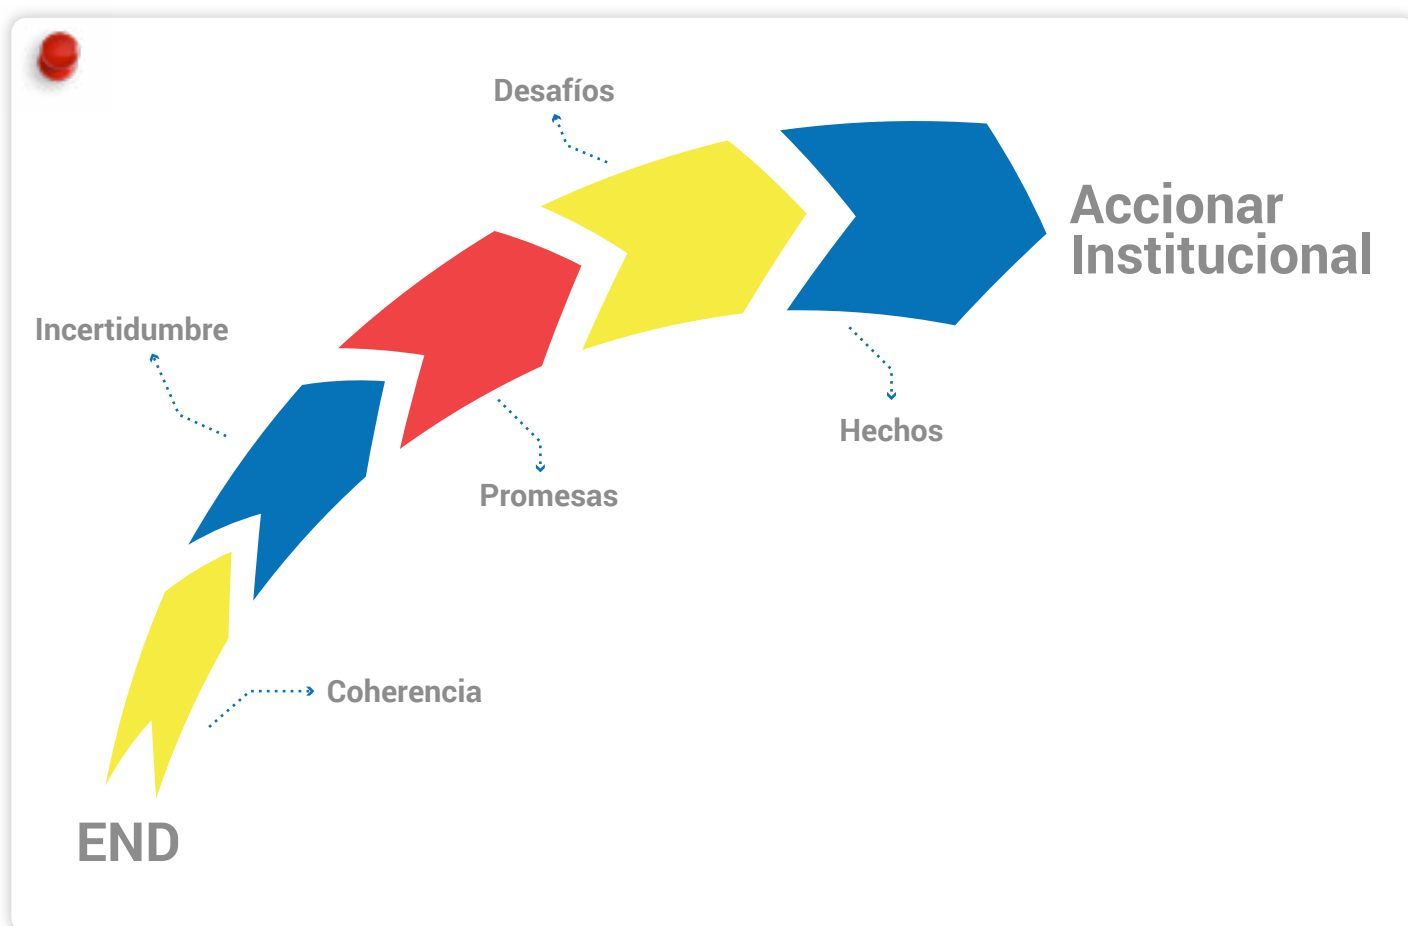 Desafíos
Accionar
Institucional
Incertidumbre
Hechos
Promesas
Coherencia
END